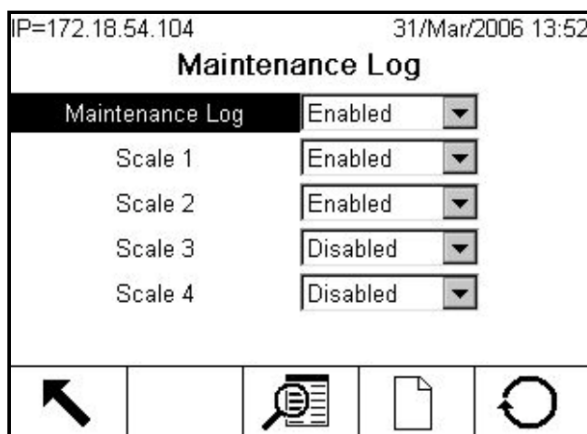 IP=172.18.54.104 31/Mar/2006 13:52
Maintenance Log
Maintenance Log Enabled
Scale 1 Enabled
Scale 2 Enabled
Scale 3 Disabled
Scale 4 Disabled